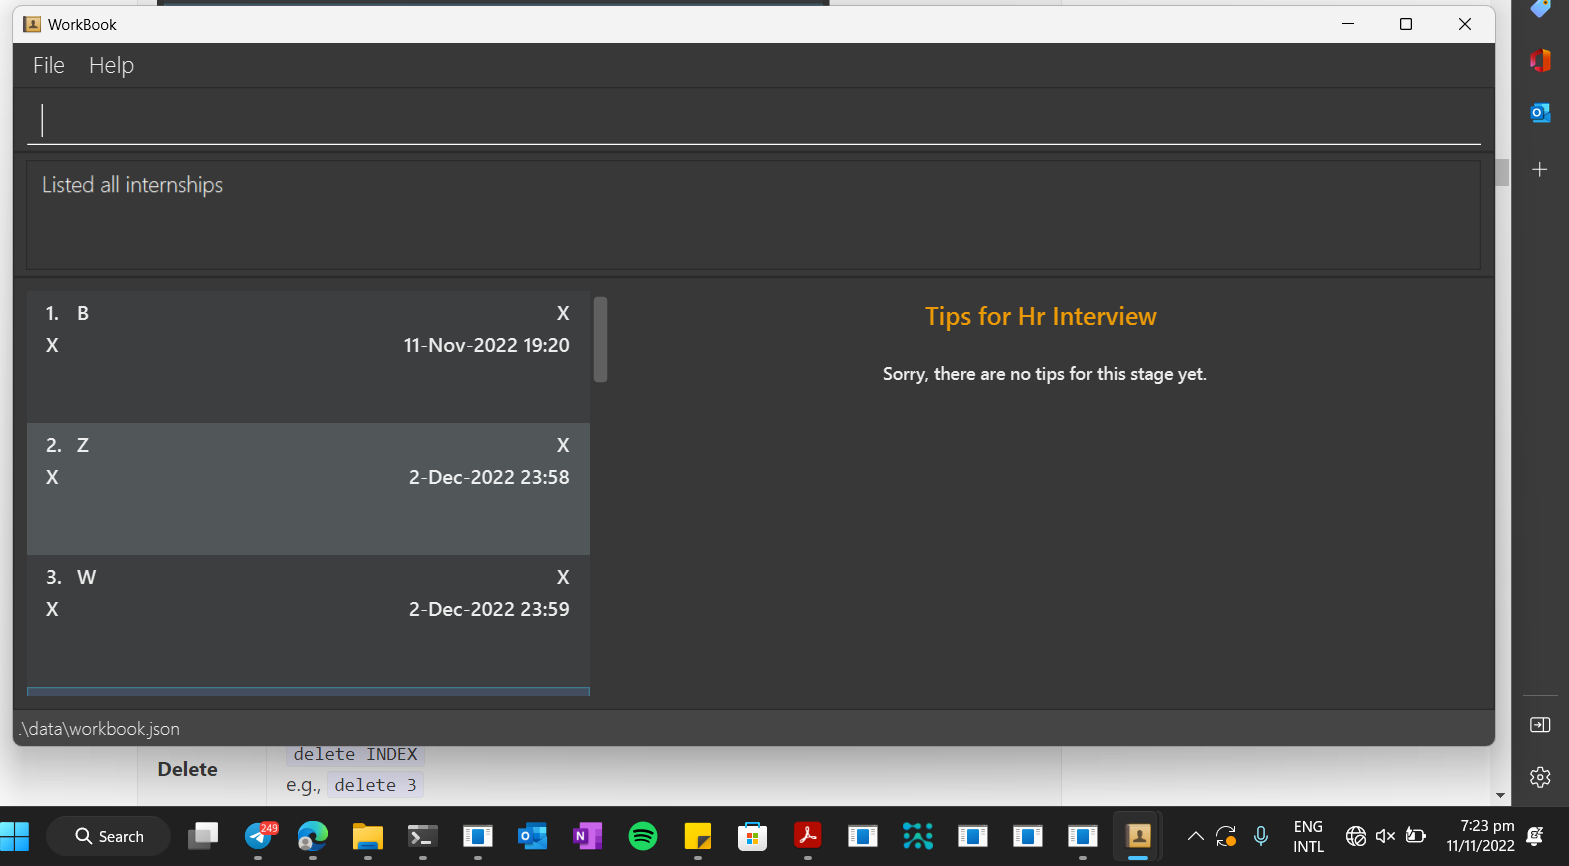 WorkBook
File Help
Listed all internships
1. B X
X 11-Nov-2022 19:20
2. Z X
X 2-Dec-2022 23:58
3. W X
X 2-Dec-2022 23:59
Tips for Hr Interview
Sorry, there are no tips for this stage yet.
.\data\workbook.json
Delete
delete INDEX
e.g., delete 3
Search
249
ENG
INTL
7:23 pm
11/11/2022